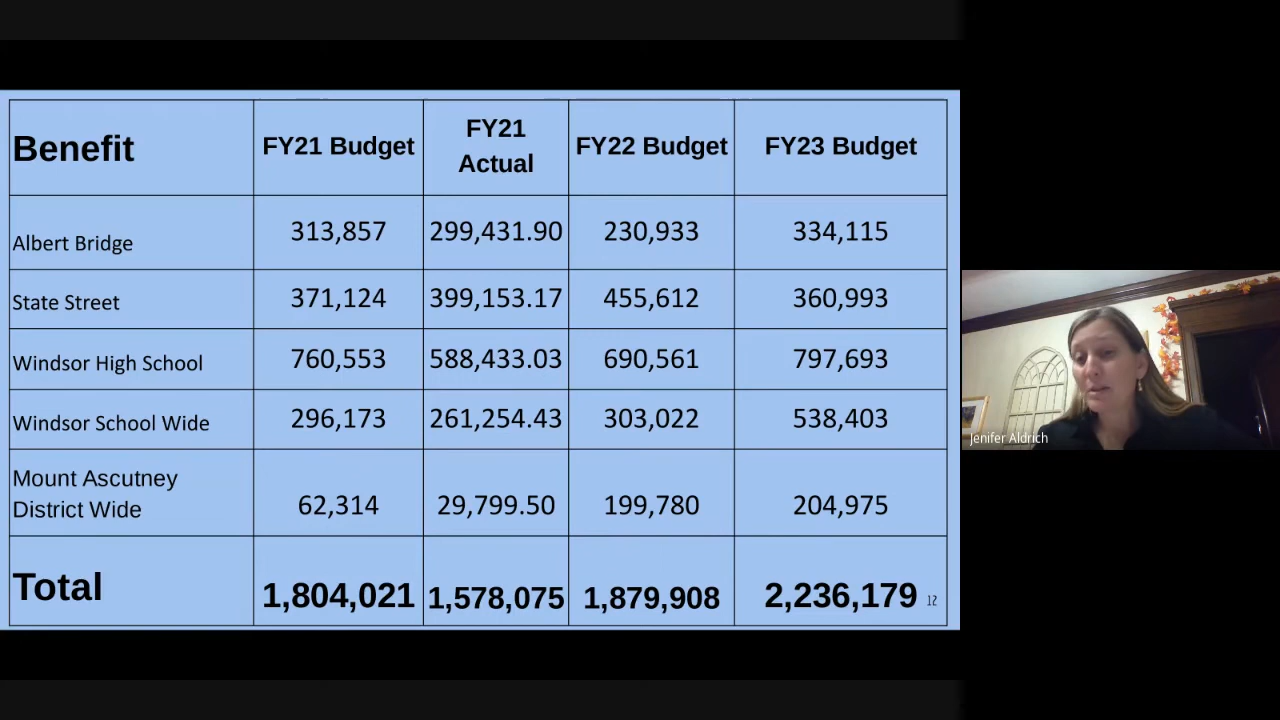 Benefit FY21 Budget FY21 Actual FY22 Budget FY23 Budget
Albert Bridge 313,857 299,431.90 230,933 334,115
State Street 371,124 399,153.17 455,612 360,993
Windsor High School 760,553 588,433.03 690,561 797,693
Windsor School Wide 296,173 261,254.43 303,022 538,403
Mount Ascutney
District Wide 62,314 29,799.50 199,780 204,975
Total 1,804,021 1,578,075 1,879,908 2,236,179 12
Jenifer Aldrich